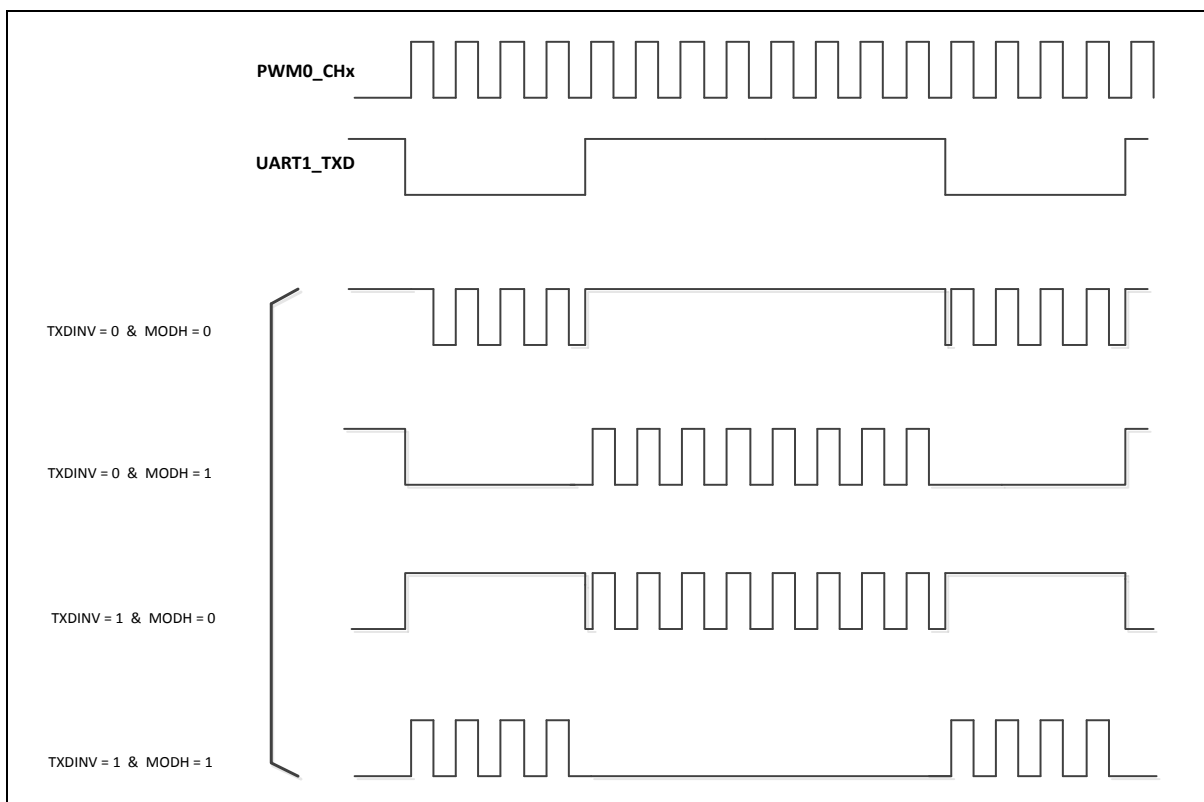 PWM0_CHx
UART1_TXD
TXDINV = 0 & MODH = 0
TXDINV = 0 & MODH = 1
TXDINV = 1 & MODH = 0
TXDINV = 1 & MODH = 1